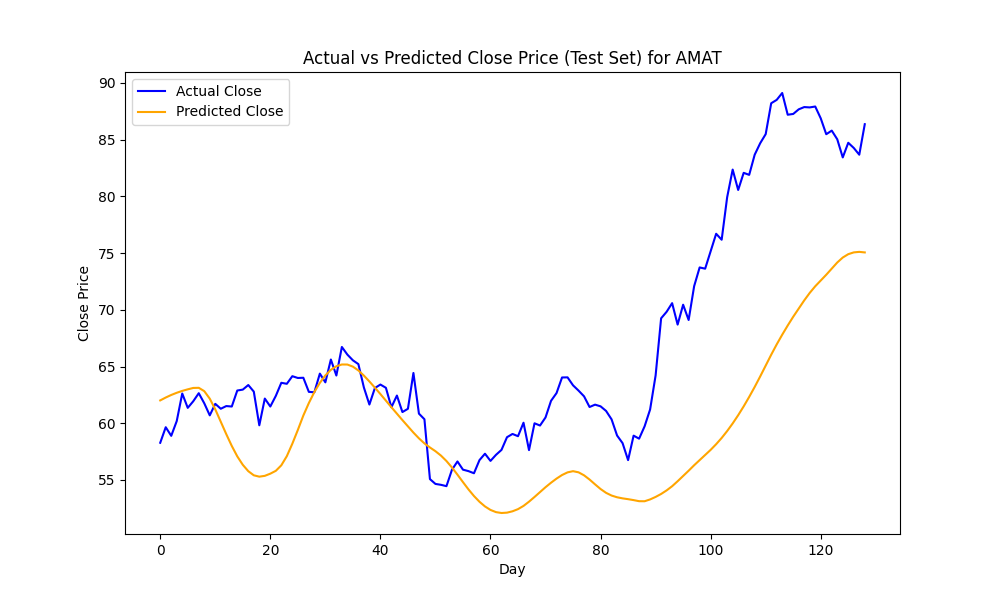 Actual vs Predicted Close Price (Test Set) for AMAT
Actual Close
Predicted Close
Close Price
90
85
80
75
70
65
60
55
0 20 40 60 80 100 120
Day